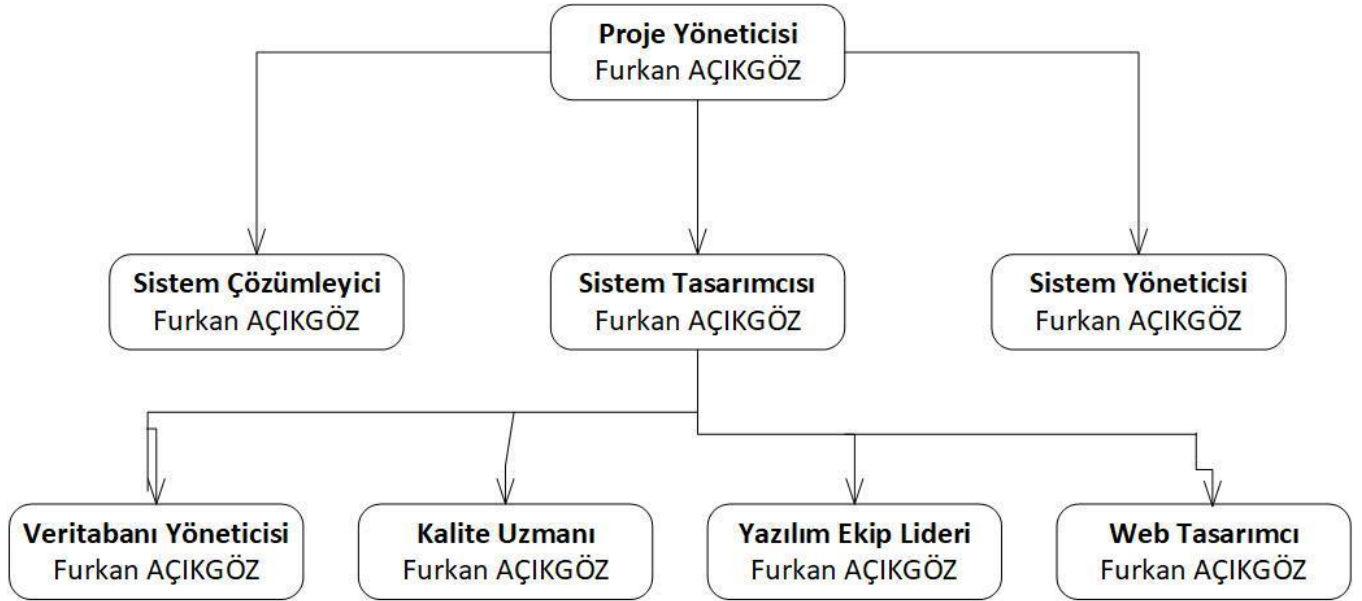 Proje Yöneticisi
Furkan AÇIKGÖZ
Sistem Çözümleyici
Furkan AÇIKGÖZ
Sistem Tasarımcısı
Furkan AÇIKGÖZ
Sistem Yöneticisi
Furkan AÇIKGÖZ
Veritabanı Yöneticisi
Furkan AÇIKGÖZ
Kalite Uzmanı
Furkan AÇIKGÖZ
Yazılım Ekip Lideri
Furkan AÇIKGÖZ
Web Tasarımcı
Furkan AÇIKGÖZ